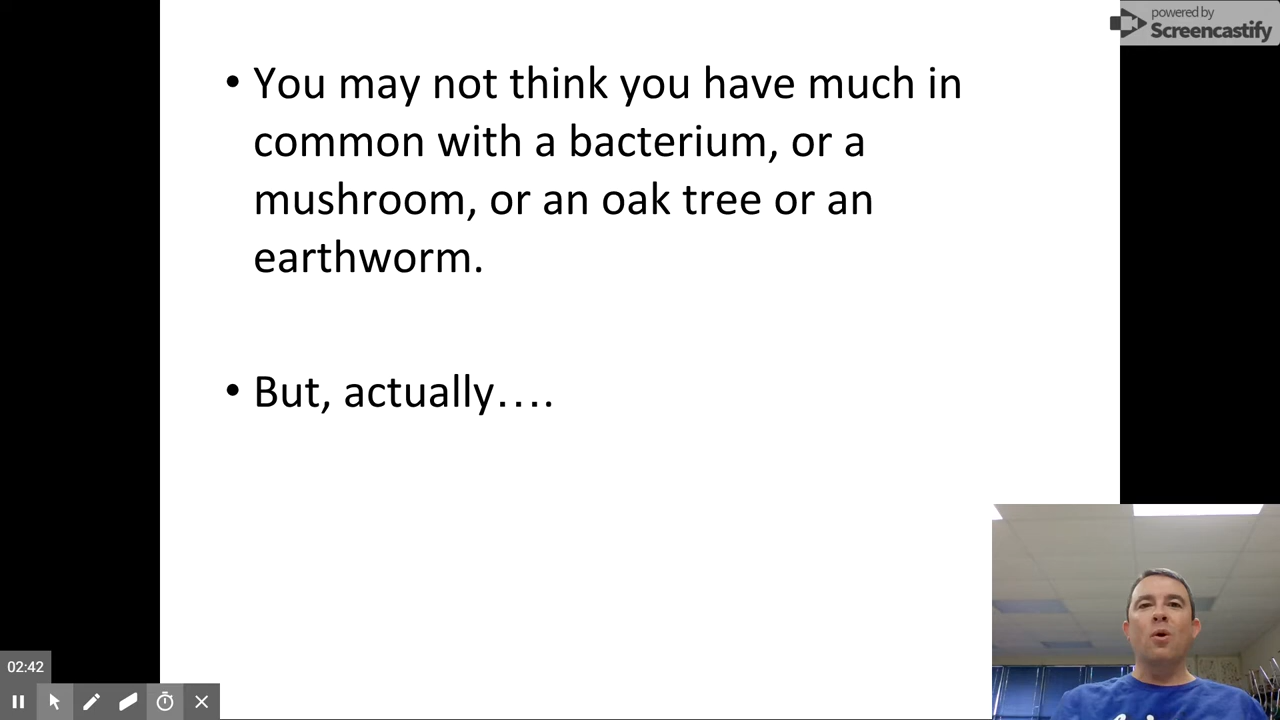 powered by
Screencastify
• You may not think you have much in
common with a bacterium, or a
mushroom, or an oak tree or an
earthworm.
• But, actually....
02:42